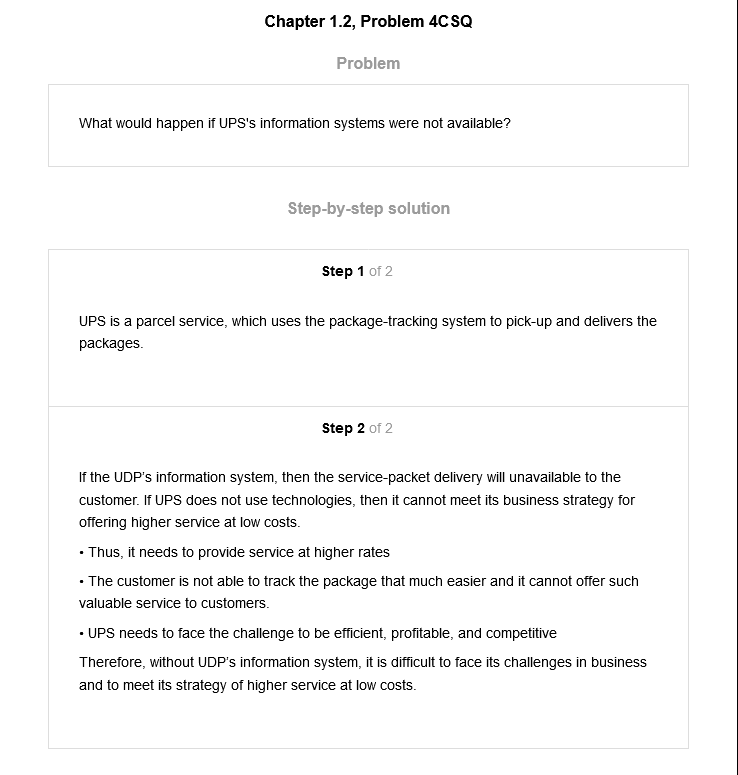 Chapter 1.2, Problem 4CSQ
Problem
What would happen if UPS's information systems were not available?
Step-by-step solution
Step 1 of 2
UPS is a parcel service, which uses the package-tracking system to pick-up and delivers the
packages.
Step 2 of 2
If the UDP's information system, then the service-packet delivery will unavailable to the
customer. If UPS does not use technologies, then it cannot meet its business strategy for
offering higher service at low costs.
• Thus, it needs to provide service at higher rates
• The customer is not able to track the package that much easier and it cannot offer such
valuable service to customers.
• UPS needs to face the challenge to be efficient, profitable, and competitive
Therefore, without UDP's information system, it is difficult to face its challenges in business
and to meet its strategy of higher service at low costs.